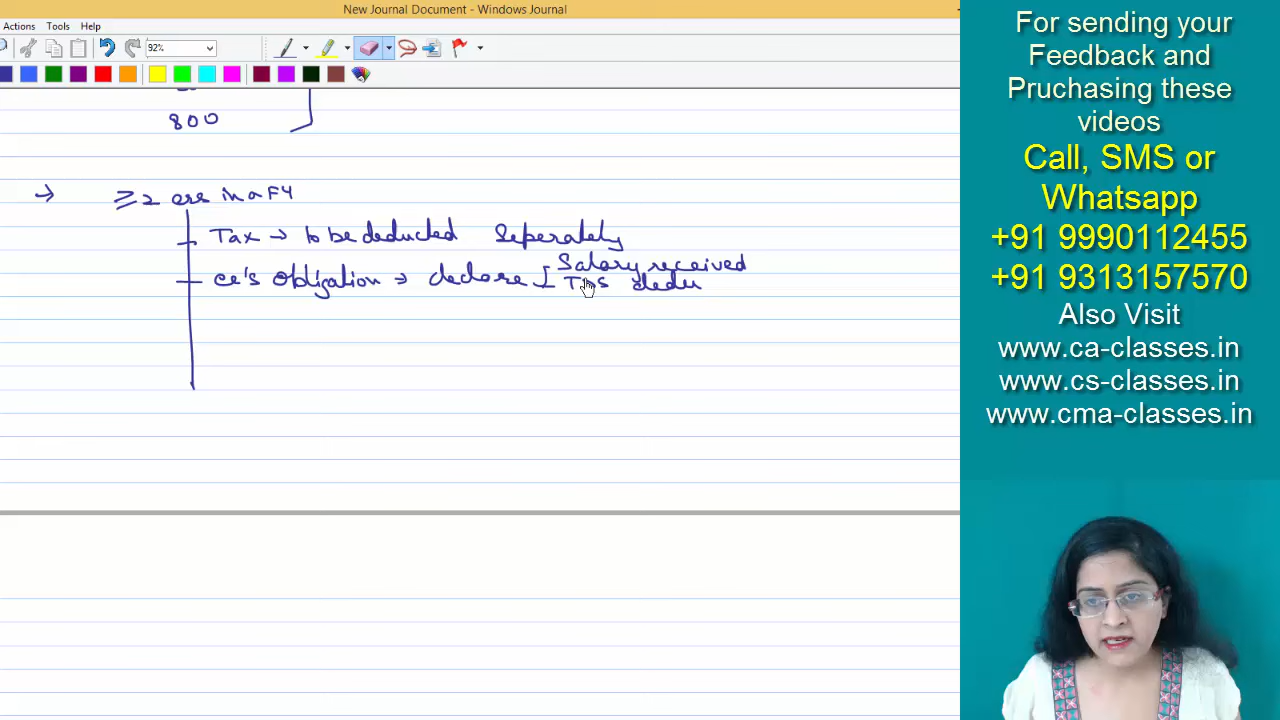 New Journal Document - Windows Journal
Actions Tools Help
92%
800
→ ≥2 ers in a FY
Tax → to be deducted Seperately
ee's Obligation → declare [ Salary received
TDS dedu
For sending your
Feedback and
Pruchasing these
videos
Call, SMS or
Whatsapp
+91 9990112455
+91 9313157570
Also Visit
www.ca-classes.in
www.cs-classes.in
www.cma-classes.in